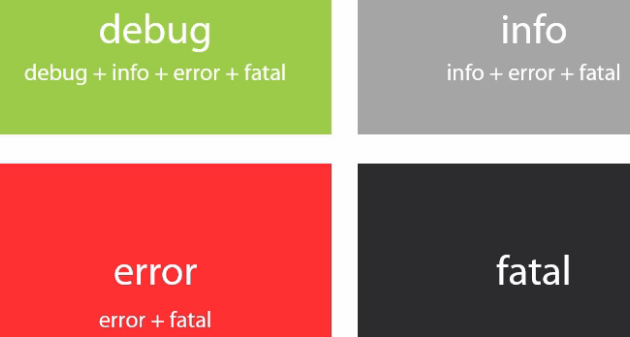 debug
debug + info + error + fatal
info
info + error + fatal
error
error + fatal
fatal